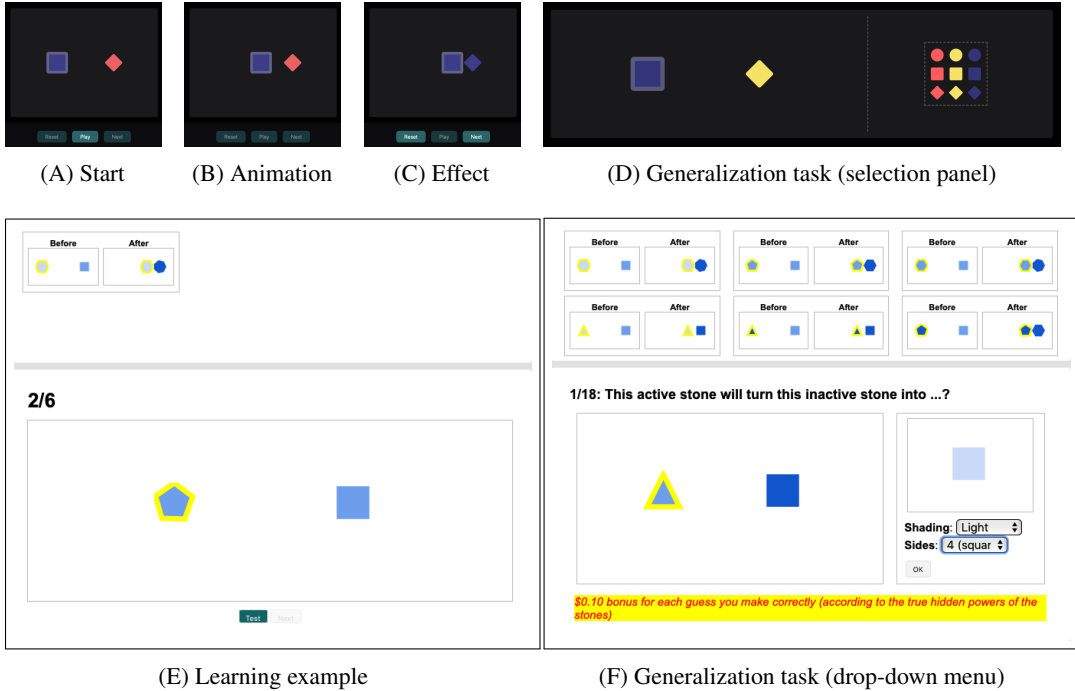 Reset Play Next
Reset Play Next
Reset Play Next
(A) Start
(B) Animation
(C) Effect
(D) Generalization task (selection panel)
Before After
2/6
Test Next
(E) Learning example
Before After Before After Before After
Before After Before After Before After
1/18: This active stone will turn this inactive stone into ...?
Shading: Light
Sides: 4 (squar
OK
$0.10 bonus for each guess you make correctly (according to the true hidden powers of the
stones)
(F) Generalization task (drop-down menu)